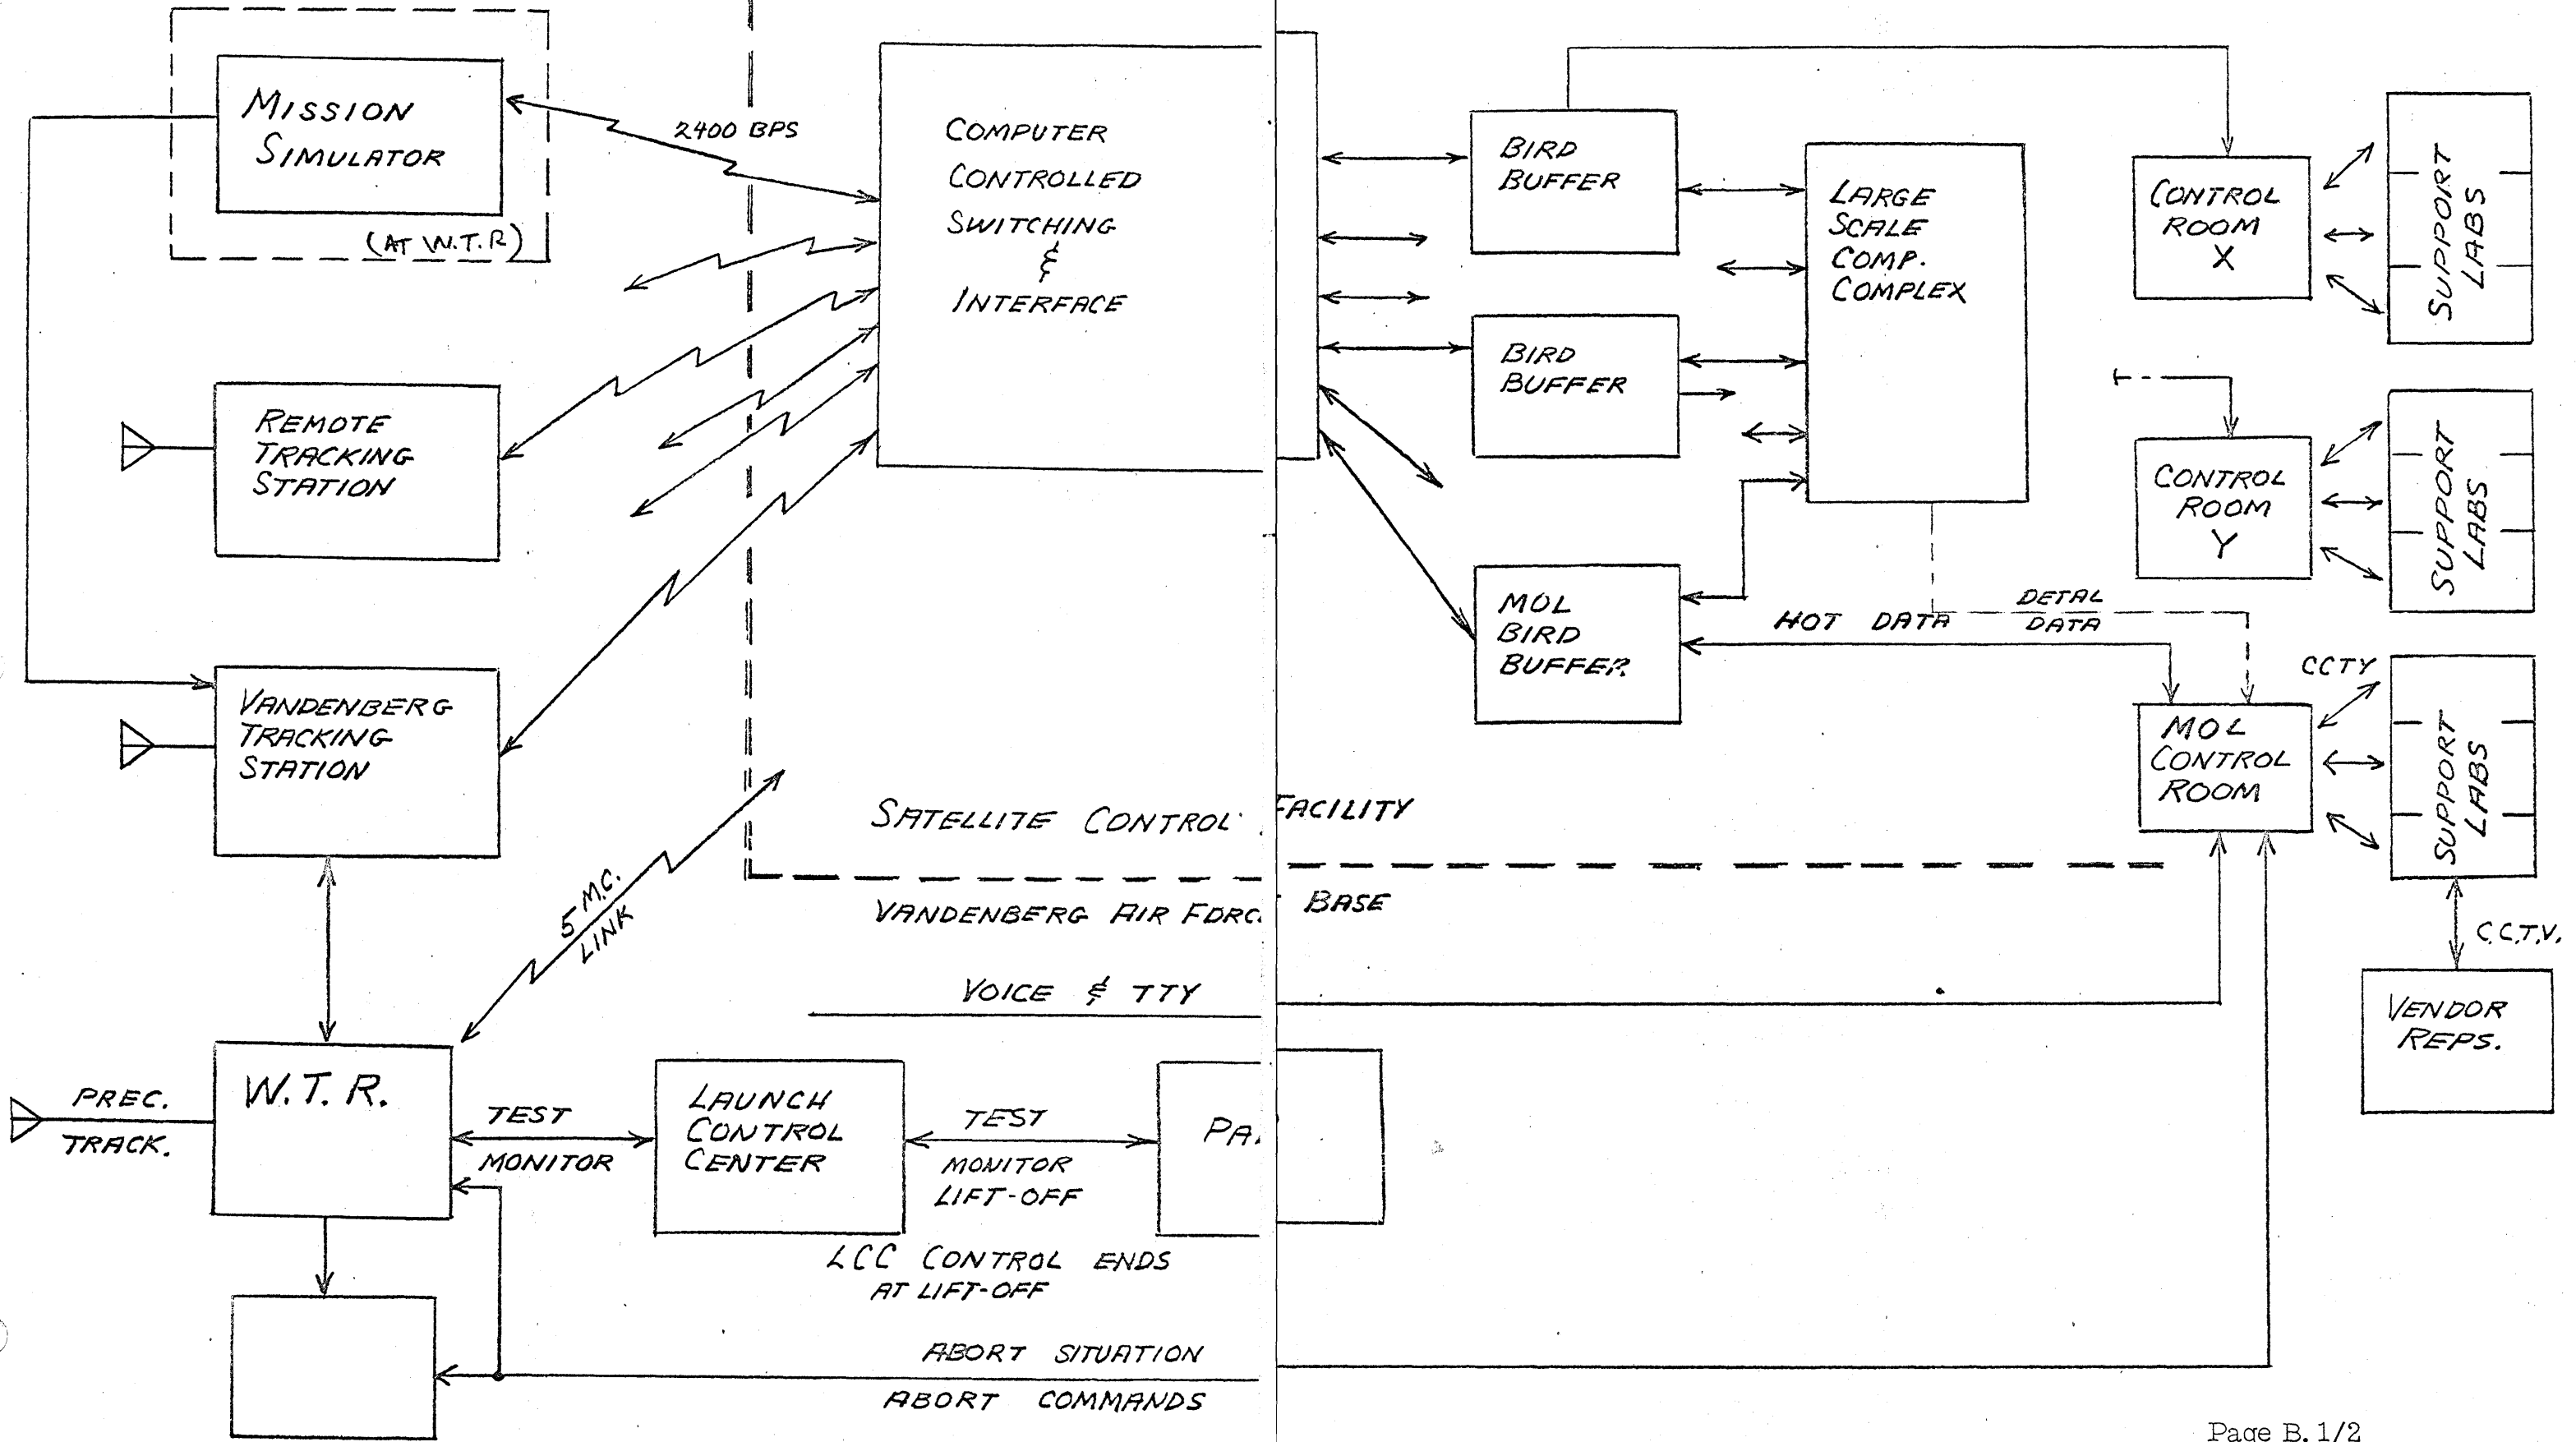 MISSION
SIMULATOR
(AT W.T.R)
2400 BPS
COMPUTER
CONTROLLED
SWITCHING
&
INTERFACE
BIRD
BUFFER
LARGE
SCALE
COMP.
COMPLEX
CONTROL
ROOM
X
SUPPORT
LABS
REMOTE
TRACKING
STATION
BIRD
BUFFER
CONTROL
ROOM
Y
SUPPORT
LABS
VANDENBERG
TRACKING
STATION
MOL
BIRD
BUFFER
HOT DATA
DETAL
DATA
CCTV
MOL
CONTROL
ROOM
SUPPORT
LABS
SATELLITE CONTROL FACILITY
VANDENBERG AIR FORC BASE
5 M.C.
LINK
C.C.T.V.
VENDOR
REPS.
VOICE & TTY
PREC.
TRACK.
W.T.R.
TEST
MONITOR
LAUNCH
CONTROL
CENTER
TEST
MONITOR
LIFT-OFF
PA
LCC CONTROL ENDS
AT LIFT-OFF
ABORT SITUATION
ABORT COMMANDS
Page B. 1/2